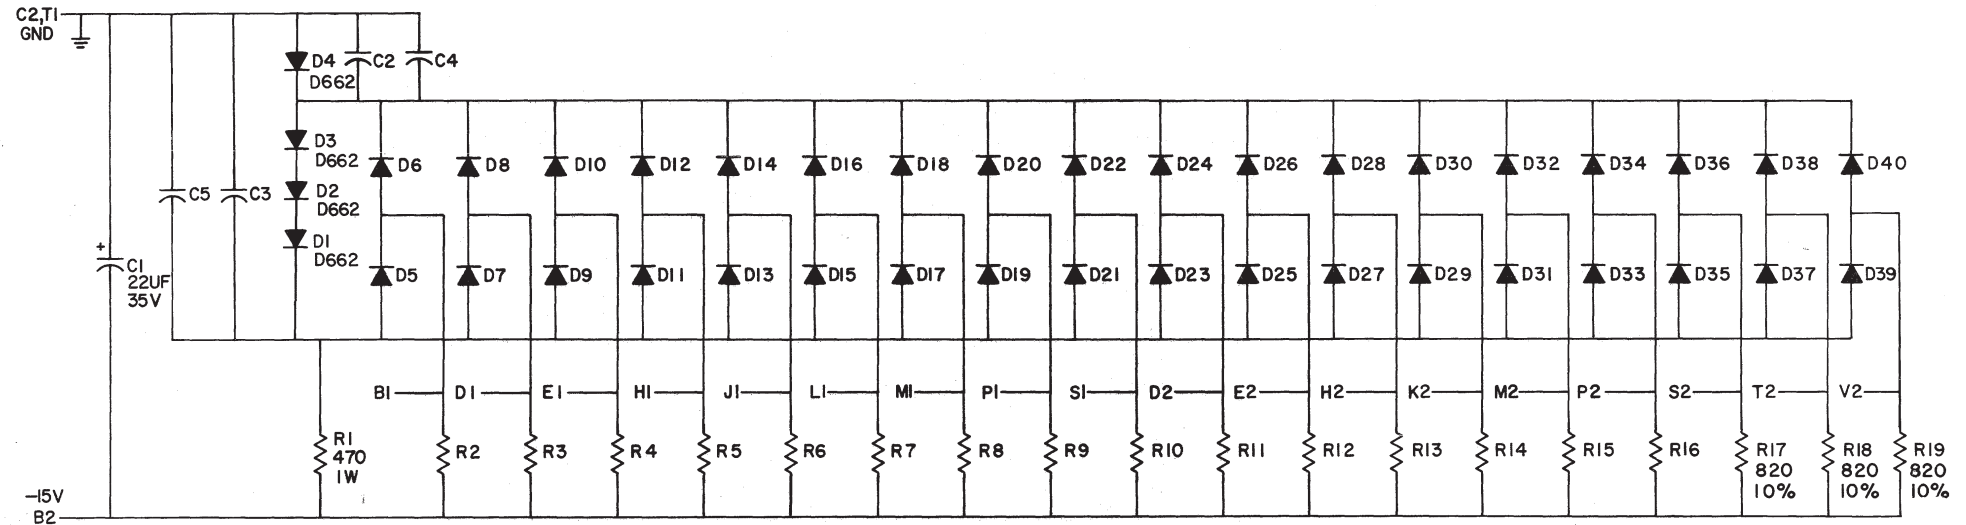 C2,T1
GND
D4
D662
C2
C4
D3
D662
D2
D662
D1
D662
C5
C3
+
C1
22UF
35V
D6
D8
D10
D12
D14
D16
D18
D20
D22
D24
D26
D28
D30
D32
D34
D36
D38
D40
D5
D7
D9
D11
D13
D15
D17
D19
D21
D23
D25
D27
D29
D31
D33
D35
D37
D39
B1
D1
E1
H1
J1
L1
M1
P1
S1
D2
E2
H2
K2
M2
P2
S2
T2
V2
R1
470
1W
R2
R3
R4
R5
R6
R7
R8
R9
R10
R11
R12
R13
R14
R15
R16
R17
820
10%
R18
820
10%
R19
820
10%
-15V
B2